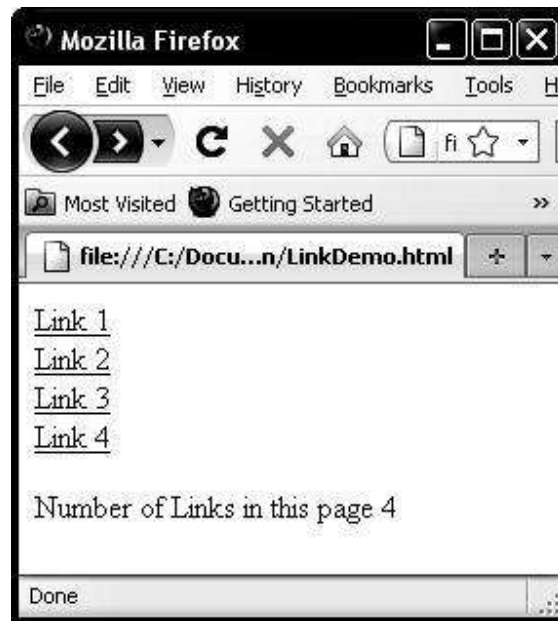 Mozilla Firefox
File Edit View History Bookmarks Tools H
fi
Most Visited Getting Started »
file:///C:/Docu...n/LinkDemo.html
Link 1
Link 2
Link 3
Link 4
Number of Links in this page 4
Done